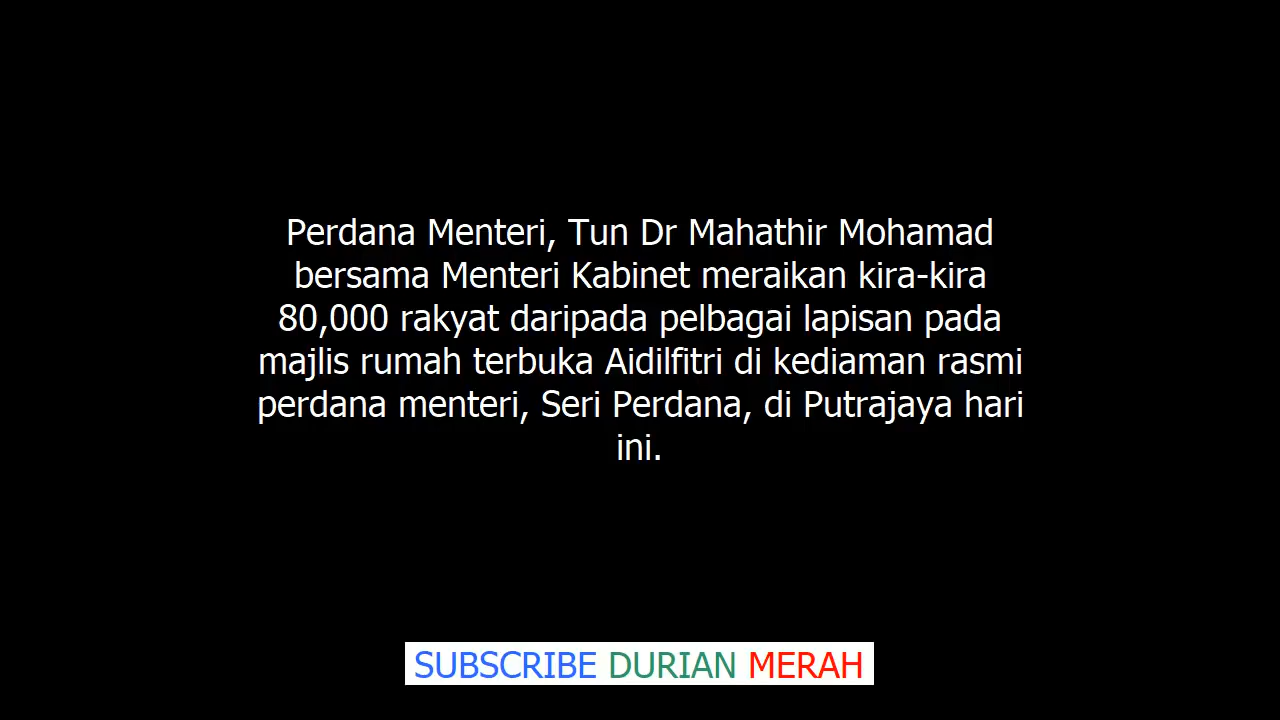 Perdana Menteri, Tun Dr Mahathir Mohamad
bersama Menteri Kabinet meraikan kira-kira
80,000 rakyat daripada pelbagai lapisan pada
majlis rumah terbuka Aidilfitri di kediaman rasmi
perdana menteri, Seri Perdana, di Putrajaya hari
ini.
SUBSCRIBE DURIAN MERAH